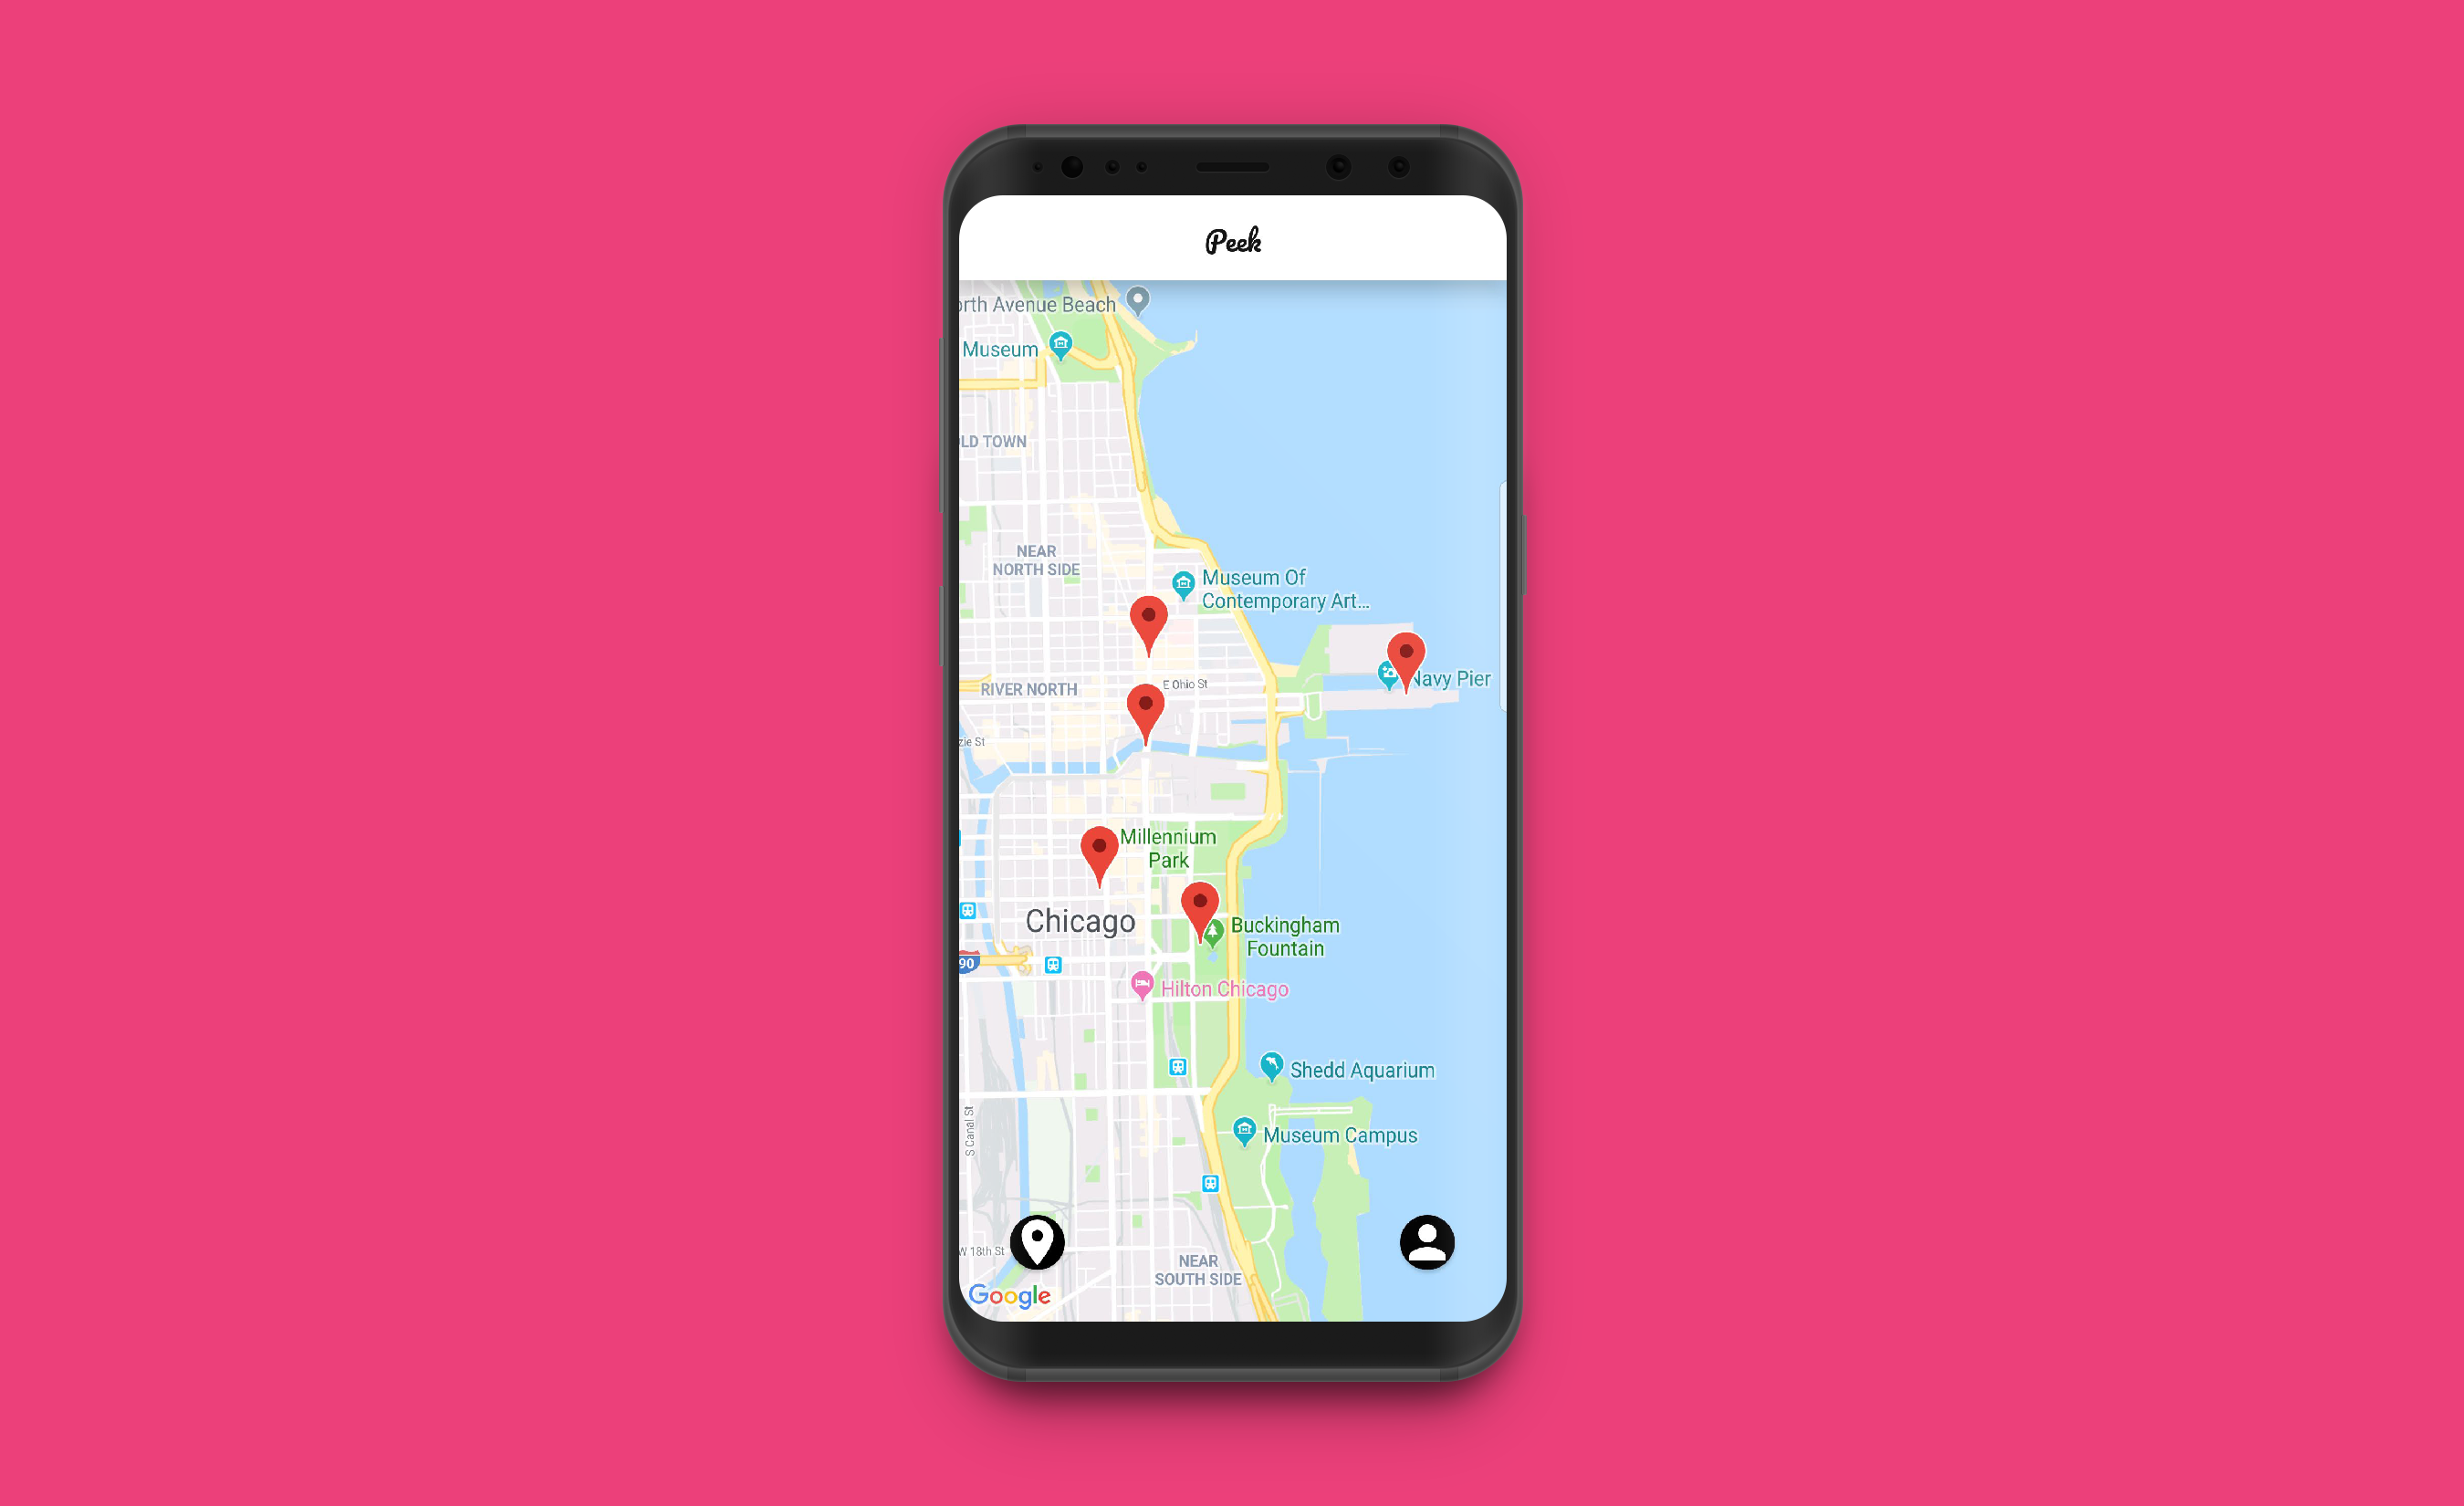 Peek
orth Avenue Beach
Museum
LD TOWN
NEAR
NORTH SIDE
Museum Of
Contemporary Art...
E Ohio St
RIVER NORTH
Navy Pier
zie St
Millennium
Park
Chicago
Buckingham
Fountain
90
Hilton Chicago
Shedd Aquarium
Museum Campus
S Canal St
W 18th St
NEAR
SOUTH SIDE
Google